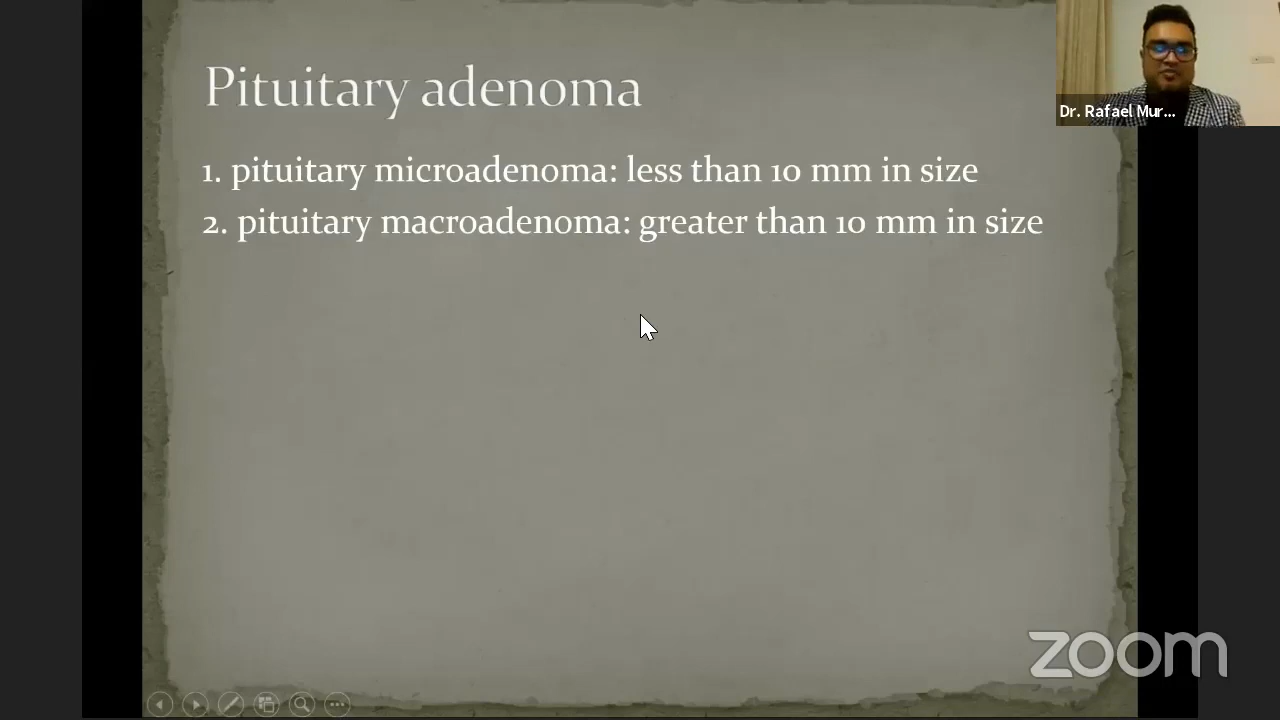 Pituitary adenoma
Dr. Rafael Mur...
1. pituitary microadenoma: less than 10 mm in size
2. pituitary macroadenoma: greater than 10 mm in size
zoom